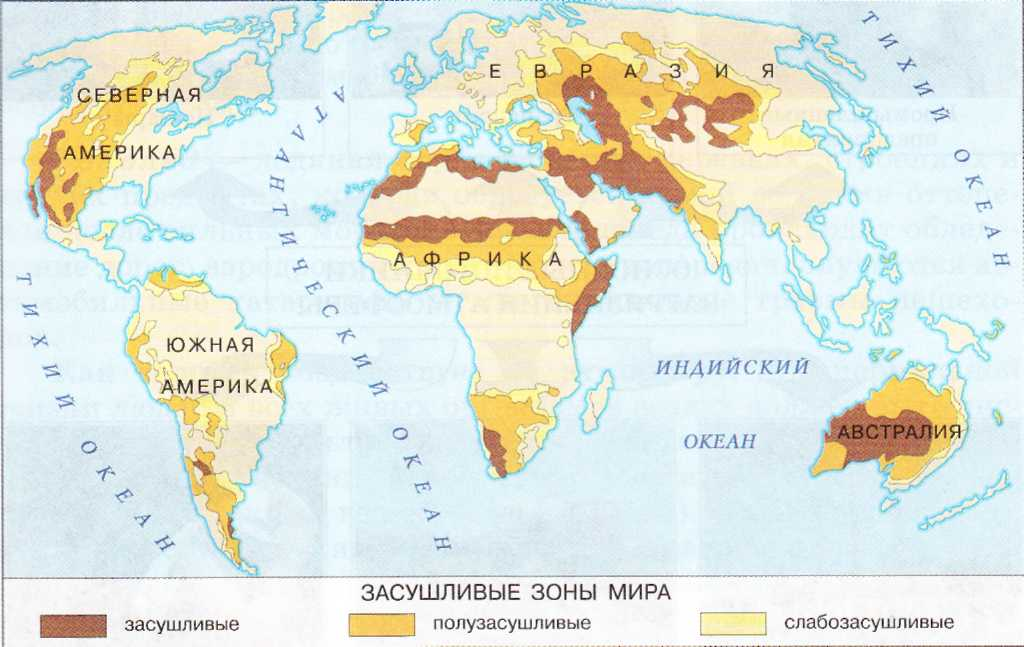 СЕВЕРНАЯ
АМЕРИКА
ЕВРАЗИЯ
АФРИКА
ЮЖНАЯ
АМЕРИКА
АВСТРАЛИЯ
ТИХИЙ
ОКЕАН
АТЛАНТИЧЕСКИЙ
ОКЕАН
ТИХИЙ ОКЕАН
ИНДИЙСКИЙ
ОКЕАН
ЗАСУШЛИВЫЕ ЗОНЫ МИРА
засушливые
полузасушливые
слабозасушливые